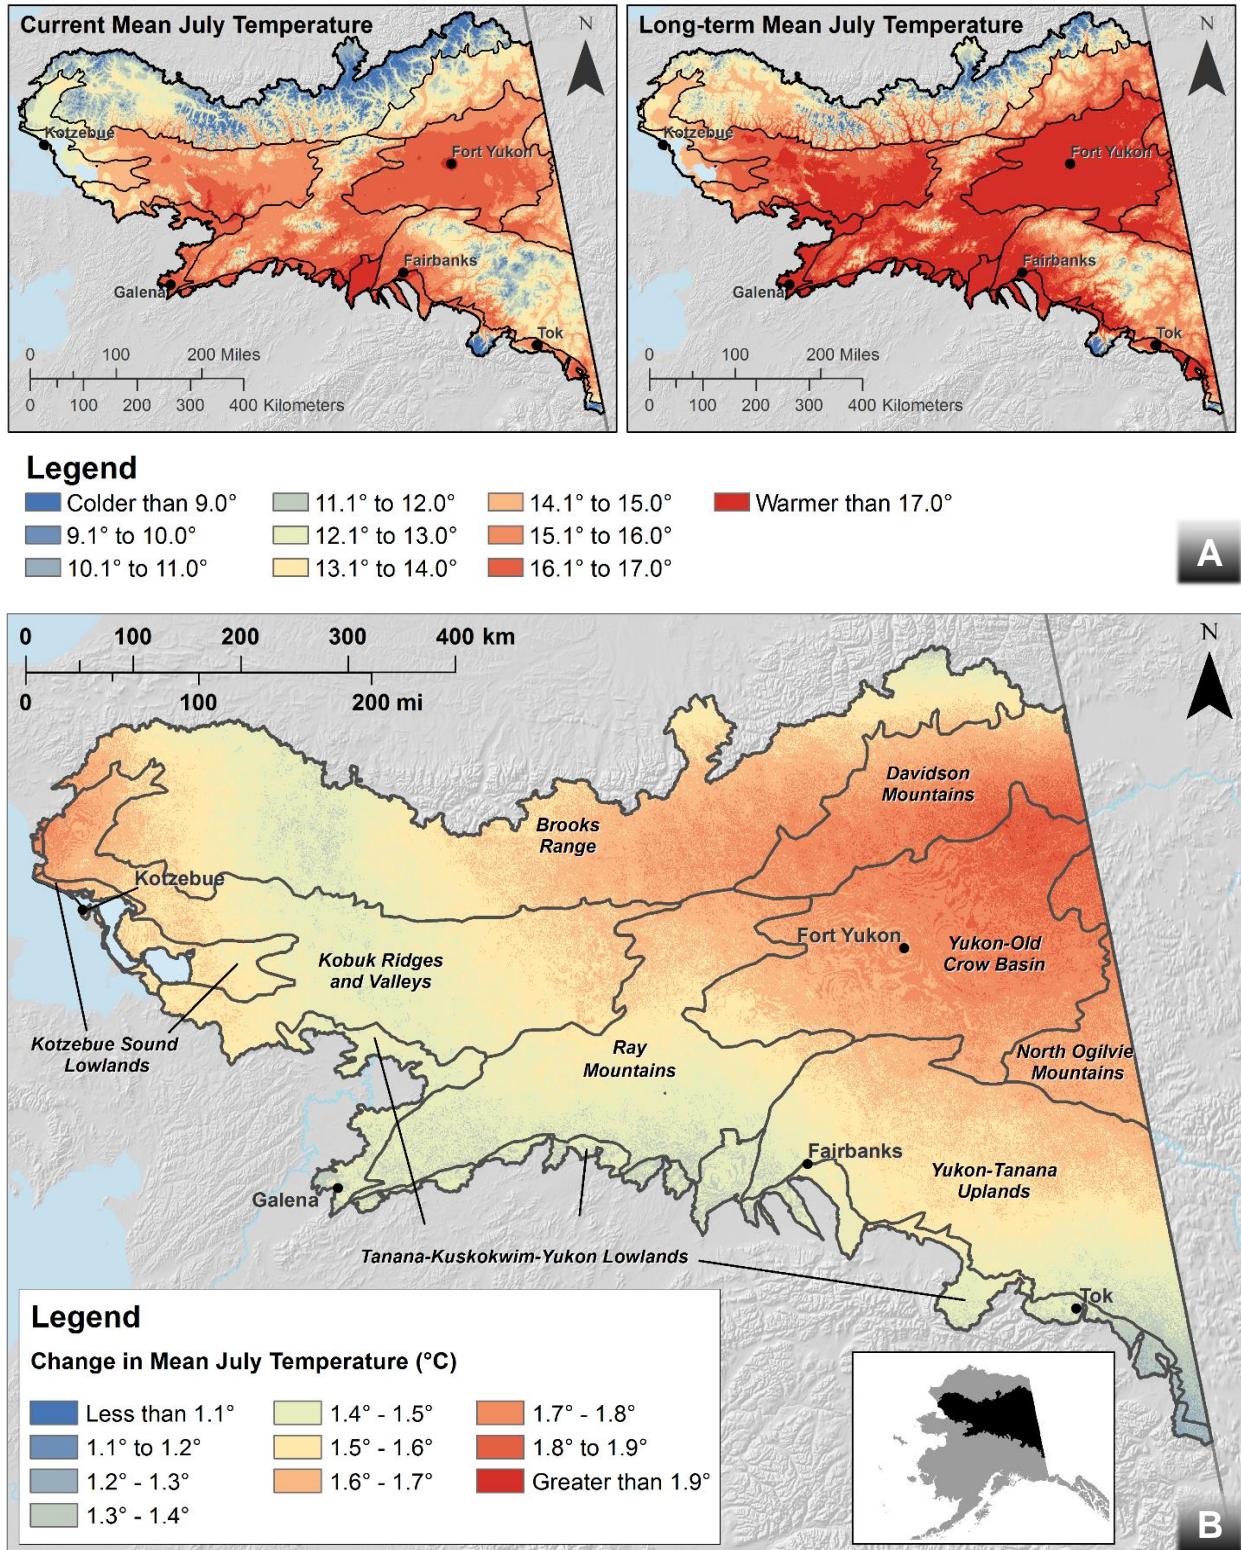 Current Mean July Temperature
N
Kotzebue
Fort Yukon
Fairbanks
Galena
Tok
0 100 200 Miles
0 100 200 300 400 Kilometers
Long-term Mean July Temperature
N
Kotzebue
Fort Yukon
Fairbanks
Galena
Tok
0 100 200 Miles
0 100 200 300 400 Kilometers
Legend
Colder than 9.0°
9.1° to 10.0°
10.1° to 11.0°
11.1° to 12.0°
12.1° to 13.0°
13.1° to 14.0°
14.1° to 15.0°
15.1° to 16.0°
16.1° to 17.0°
Warmer than 17.0°
A
0 100 200 300 400 km
0 100 200 mi
N
Davidson
Mountains
Brooks
Range
Kotzebue
Fort Yukon
Yukon-Old
Crow Basin
Kobuk Ridges
and Valleys
Kotzebue Sound
Lowlands
Ray
Mountains
North Ogilvie
Mountains
Fairbanks
Yukon-Tanana
Uplands
Galena
Tanana-Kuskokwim-Yukon Lowlands
Tok
Legend
Change in Mean July Temperature (°C)
Less than 1.1°
1.1° to 1.2°
1.2° - 1.3°
1.3° - 1.4°
1.4° - 1.5°
1.5° - 1.6°
1.6° - 1.7°
1.7° - 1.8°
1.8° to 1.9°
Greater than 1.9°
B